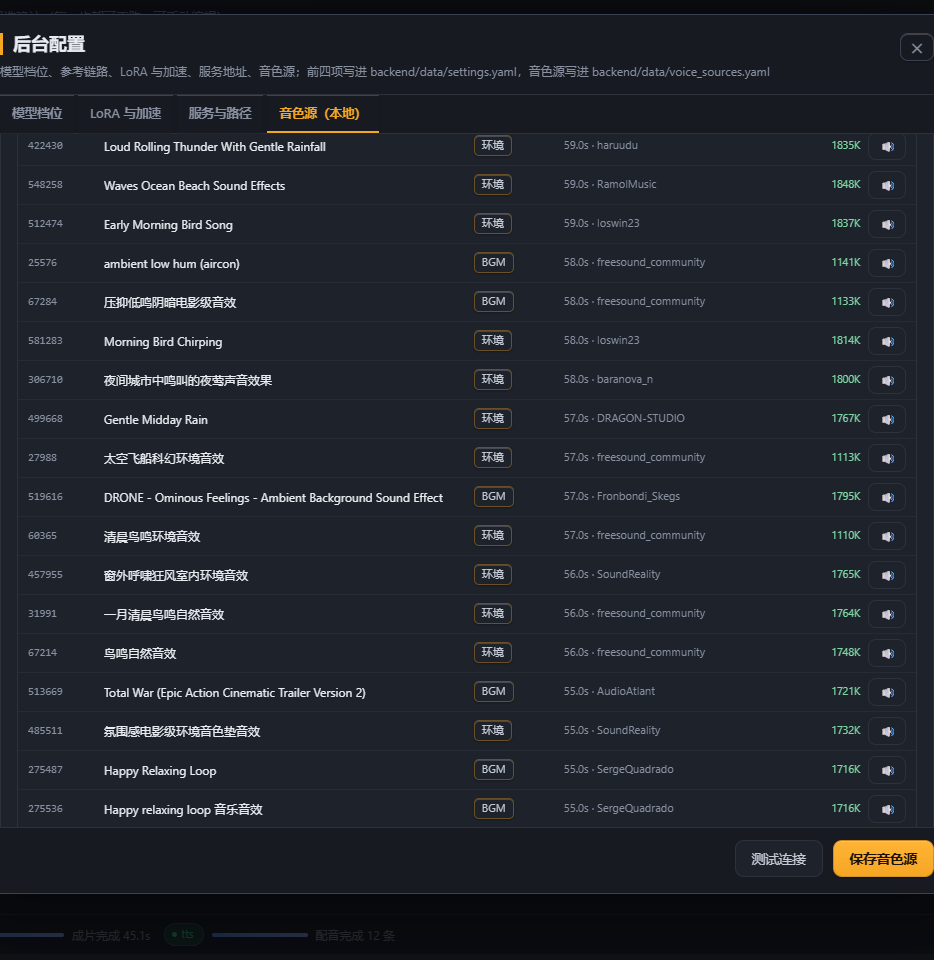 后台配置
模型档位、参考链路、LoRA 与加速、服务地址、音色源；前四项写进 backend/data/settings.yaml，音色源写进 backend/data/voice_sources.yaml
模型档位 LoRA 与加速 服务与路径 音色源（本地）
422430 Loud Rolling Thunder With Gentle Rainfall 环境 59.0s · haruudu 1835K
548258 Waves Ocean Beach Sound Effects 环境 59.0s · RamolMusic 1848K
512474 Early Morning Bird Song 环境 59.0s · loswin23 1837K
25576 ambient low hum (aircon) BGM 58.0s · freesound_community 1141K
67284 压抑低鸣阴暗电影级音效 BGM 58.0s · freesound_community 1133K
581283 Morning Bird Chirping 环境 58.0s · loswin23 1814K
306710 夜间城市中鸣叫的夜莺声音效果 环境 58.0s · baranova_n 1800K
499668 Gentle Midday Rain 环境 57.0s · DRAGON-STUDIO 1767K
27988 太空飞船科幻环境音效 环境 57.0s · freesound_community 1113K
519616 DRONE - Ominous Feelings - Ambient Background Sound Effect BGM 57.0s · Fronbondi_Skegs 1795K
60365 清晨鸟鸣环境音效 环境 57.0s · freesound_community 1110K
457955 窗外呼啸狂风室内环境音效 环境 56.0s · SoundReality 1765K
31991 一月清晨鸟鸣自然音效 环境 56.0s · freesound_community 1764K
67214 鸟鸣自然音效 环境 56.0s · freesound_community 1748K
513669 Total War (Epic Action Cinematic Trailer Version 2) BGM 55.0s · AudioAtlant 1721K
485511 氛围感电影级环境音色垫音效 环境 55.0s · SoundReality 1732K
275487 Happy Relaxing Loop BGM 55.0s · SergeQuadrado 1716K
275536 Happy relaxing loop 音乐音效 BGM 55.0s · SergeQuadrado 1716K
测试连接 保存音色源
成片完成 45.1s tts 配音完成 12 条